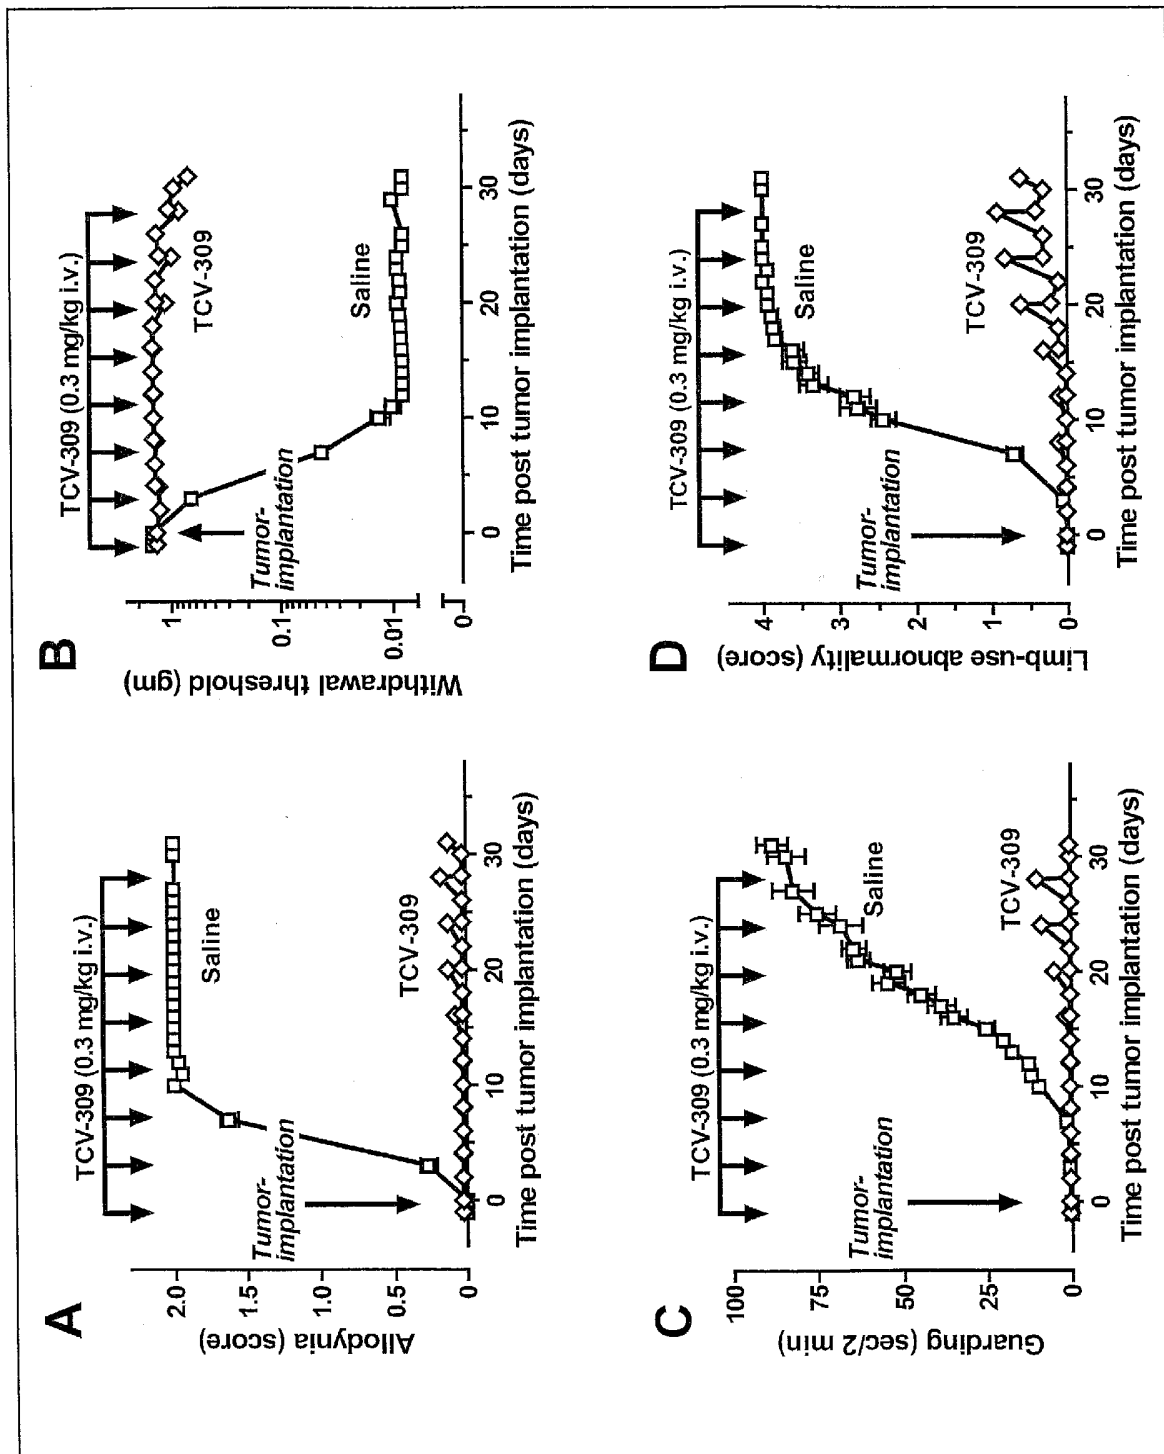 A
TCV-309 (0.3 mg/kg i.v.)
Allodynia (score)
2.0
1.5
1.0
0.5
0
Saline
TCV-309
Tumor-
implantation
0
10
20
30
Time post tumor implantation (days)
B
TCV-309 (0.3 mg/kg i.v.)
Withdrawal threshold (gm)
1
0.1
0.01
0
TCV-309
Saline
Tumor-
implantation
0
10
20
30
Time post tumor implantation (days)
C
TCV-309 (0.3 mg/kg i.v.)
Guarding (sec/2 min)
100
75
50
25
0
Saline
TCV-309
Tumor-
implantation
0
10
20
30
Time post tumor implantation (days)
D
TCV-309 (0.3 mg/kg i.v.)
Limb-use abnormality (score)
4
3
2
1
0
Saline
TCV-309
Tumor-
implantation
0
10
20
30
Time post tumor implantation (days)